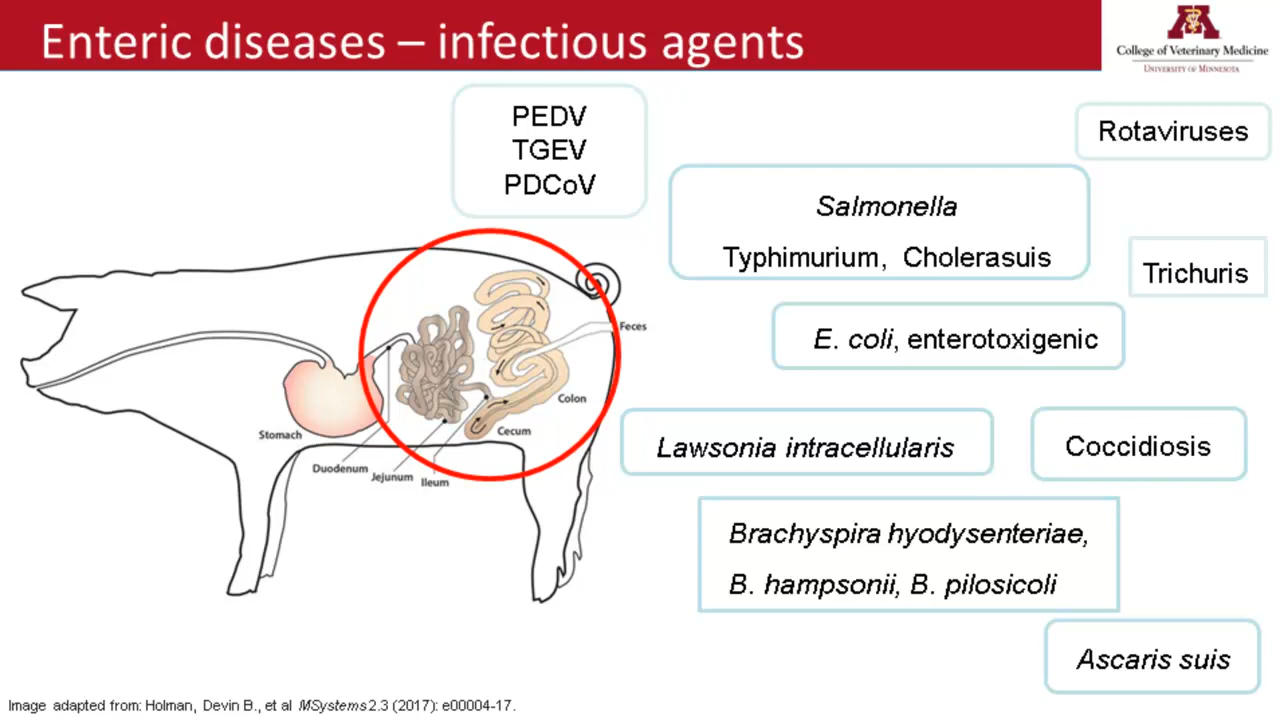 Enteric diseases – infectious agents
College of Veterinary Medicine
University of Minnesota
PEDV
TGEV
PDCoV
Rotaviruses
Salmonella
Typhimurium, Cholerasuis
Trichuris
E. coli, enterotoxigenic
Lawsonia intracellularis
Coccidiosis
Brachyspira hyodysenteriae,
B. hampsonii, B. pilosicoli
Ascaris suis
Feces
Colon
Cecum
Stomach
Duodenum
Jejunum
Ileum
Image adapted from: Holman, Devin B., et al MSystems 2.3 (2017): e00004-17.